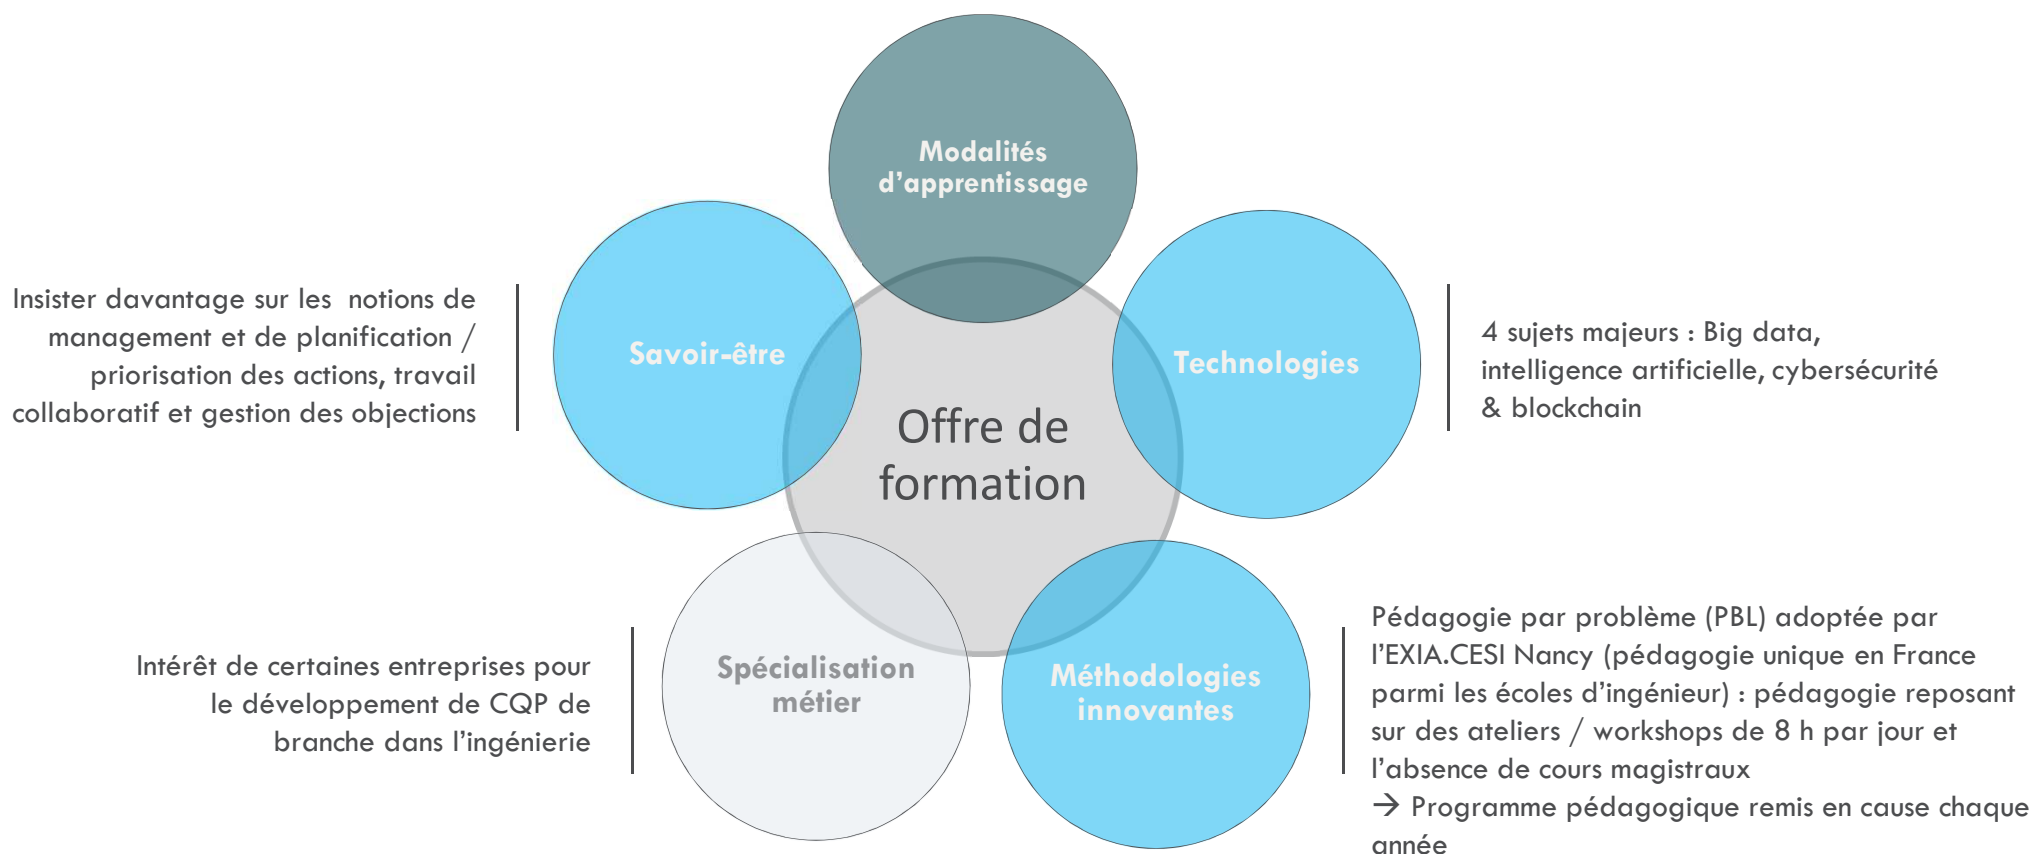 Modalités
d'apprentissage
Insister davantage sur les notions de
management et de planification /
priorisation des actions, travail
collaboratif et gestion des objections
Savoir-être
Technologies
4 sujets majeurs : Big data,
intelligence artificielle, cybersécurité
& blockchain
Offre de
formation
Intérêt de certaines entreprises pour
le développement de CQP de
branche dans l'ingénierie
Spécialisation
métier
Méthodologies
innovantes
Pédagogie par problème (PBL) adoptée par
l'EXIA.CESI Nancy (pédagogie unique en France
parmi les écoles d'ingénieur) : pédagogie reposant
sur des ateliers / workshops de 8 h par jour et
l'absence de cours magistraux
→ Programme pédagogique remis en cause chaque
année